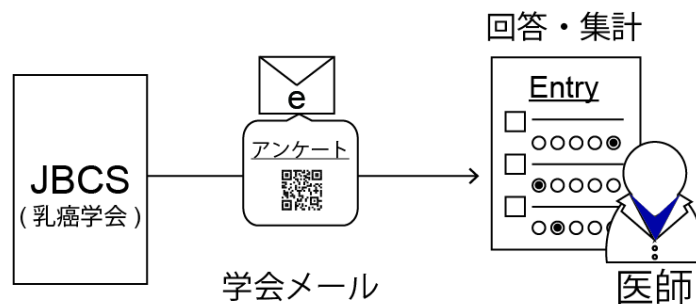 回答・集計
e
Entry
アンケート
JBCS
(乳癌学会)
学会メール
医師